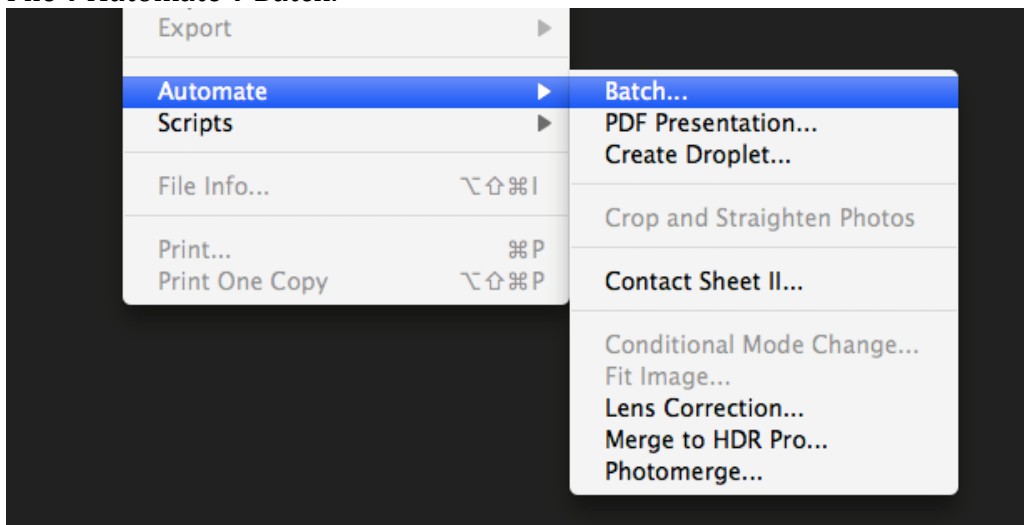 Export
Automate
Scripts
File Info... ⌥⇧⌘I
Print... ⌘P
Print One Copy ⌥⇧⌘P
Batch...
PDF Presentation...
Create Droplet...
Crop and Straighten Photos
Contact Sheet II...
Conditional Mode Change...
Fit Image...
Lens Correction...
Merge to HDR Pro...
Photomerge...